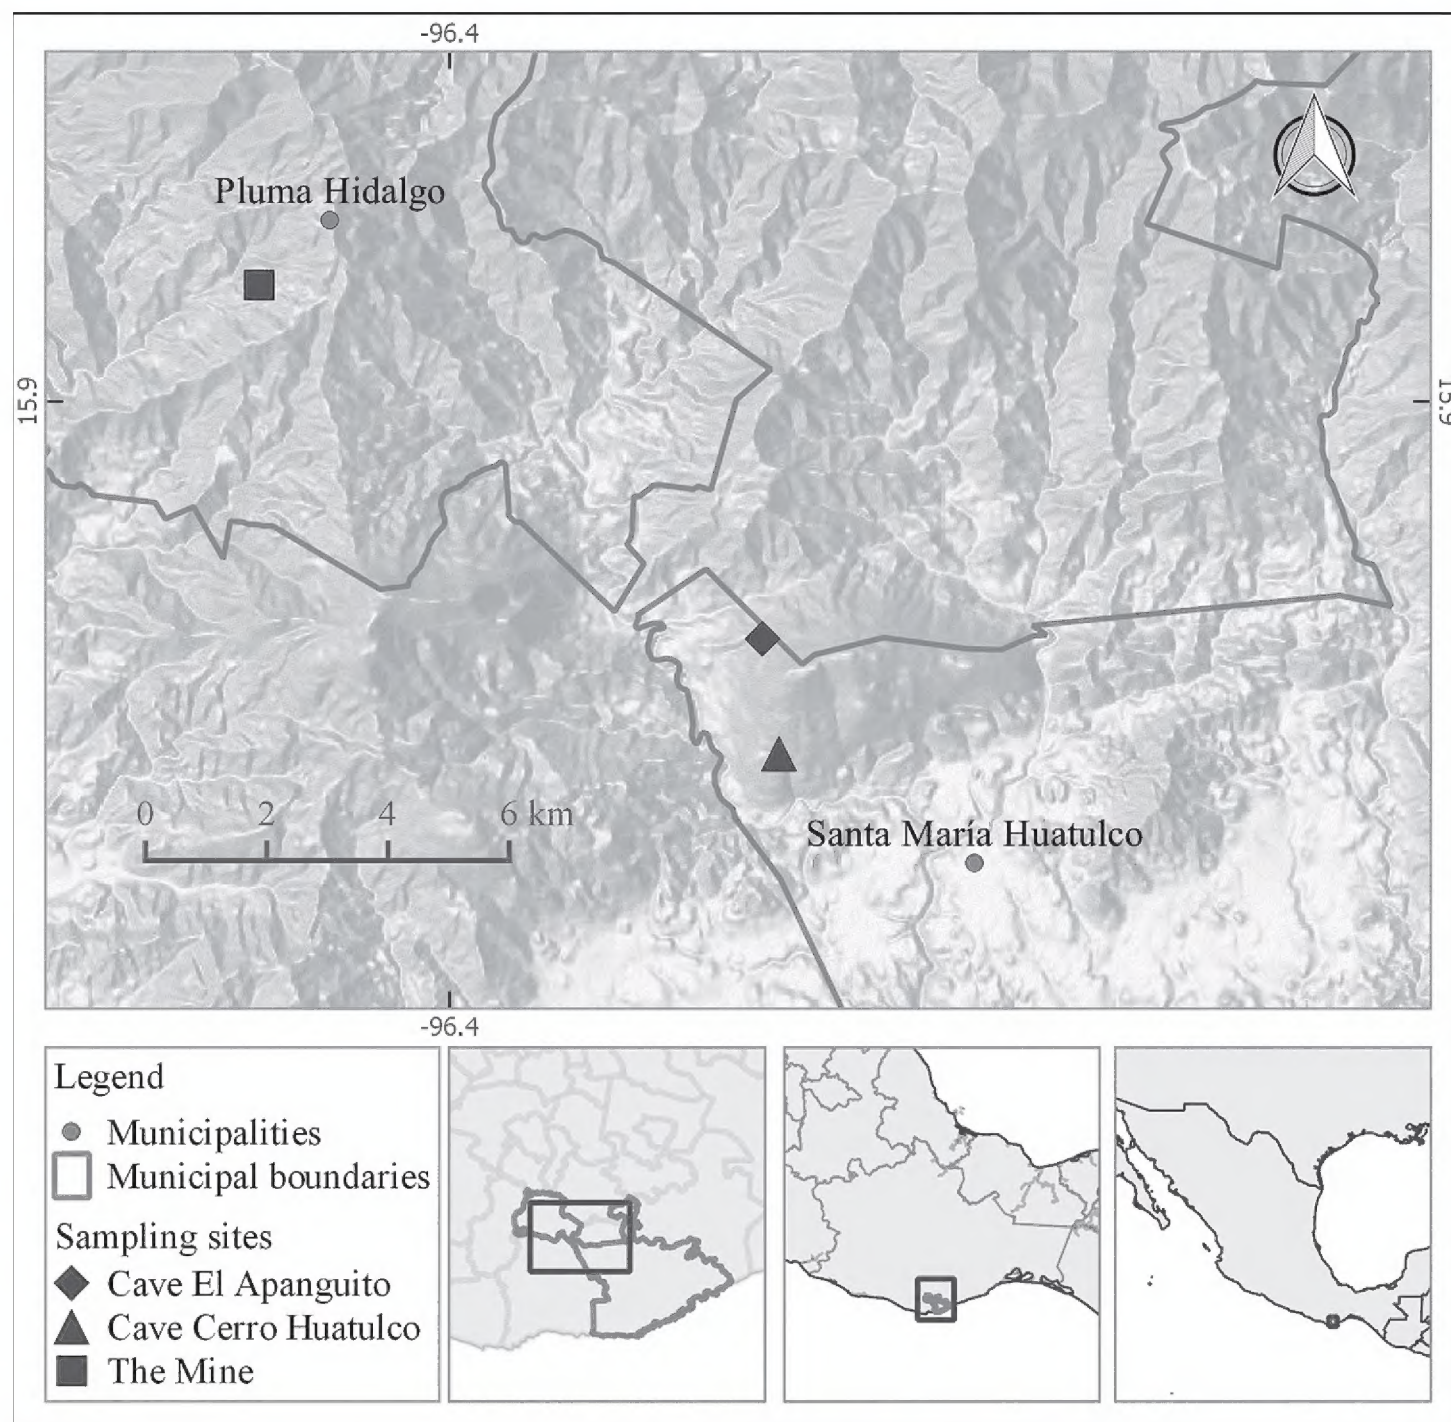 -96.4
Pluma Hidalgo
15.9
15.9
0 2 4 6 km
Santa María Huatulco
-96.4
Legend
Municipalities
Municipal boundaries
Sampling sites
Cave El Apanguito
Cave Cerro Huatulco
The Mine